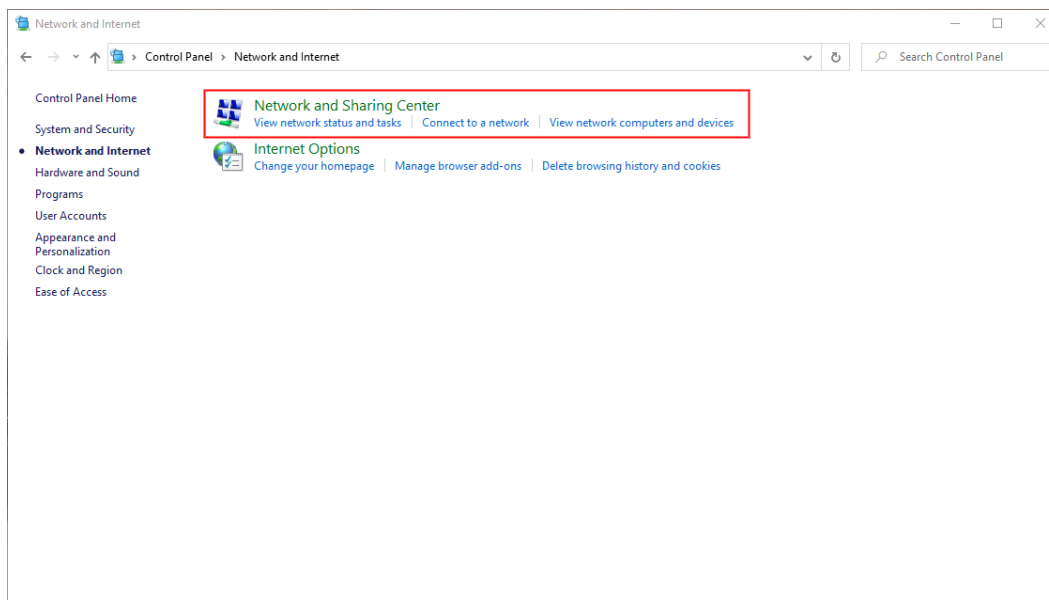 Network and Internet
Control Panel > Network and Internet
Search Control Panel
Control Panel Home
System and Security
Network and Internet
Hardware and Sound
Programs
User Accounts
Appearance and
Personalization
Clock and Region
Ease of Access
Network and Sharing Center
View network status and tasks | Connect to a network | View network computers and devices
Internet Options
Change your homepage | Manage browser add-ons | Delete browsing history and cookies